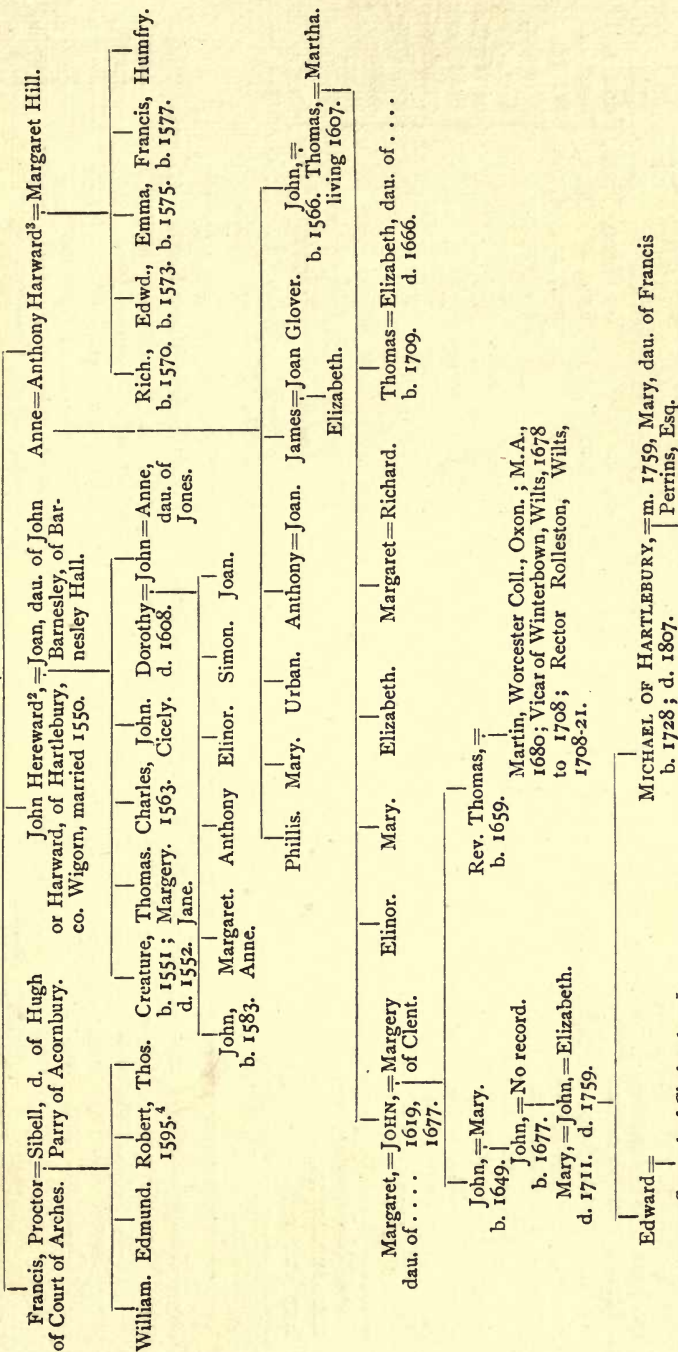 Francis, Proctor=Sibell, d. of Hugh
of Court of Arches. Parry of Acornbury.
John Hereward²,=Joan, dau. of John
or Harward, of Hartlebury, Barnesley, of Bar-
co. Wigorn, married 1550. nesley Hall.
Anne=Anthony Harward³=Margaret Hill.
William. Edmund. Robert, Thos.
1595.⁴
Creature, Thomas. Charles, John. Dorothy=John=Anne,
b. 1551; Margery. 1563. Cicely. d. 1608. dau. of
d. 1552. Jane. Jones.
Rich., Edwd., Emma, Francis, Humfry.
b. 1570. b. 1573. b. 1575. b. 1577.
John, Margaret. Anthony Elinor. Simon. Joan.
b. 1583. Anne.
Phillis. Mary. Urban. Anthony=Joan. James=Joan Glover. John,=
b. 1566. Thomas,=Martha.
living 1607.
Elizabeth.
Margaret,=JOHN,=Margery
dau. of .... 1619, of Clent.
1677.
Elinor. Mary. Elizabeth. Margaret=Richard. Thomas=Elizabeth, dau. of ....
b. 1709. d. 1666.
John,=Mary.
b. 1649.
Rev. Thomas,=
b. 1659.
John,=No record.
b. 1677.
Martin, Worcester Coll., Oxon.; M.A.,
1680; Vicar of Winterbown, Wilts, 1678
to 1708; Rector Rolleston, Wilts,
1708-21.
Mary,=John,=Elizabeth.
d. 1711. d. 1759.
Edward=
MICHAEL OF HARTLEBURY,=m. 1759, Mary, dau. of Francis
b. 1728; d. 1807. Perrins, Esq.